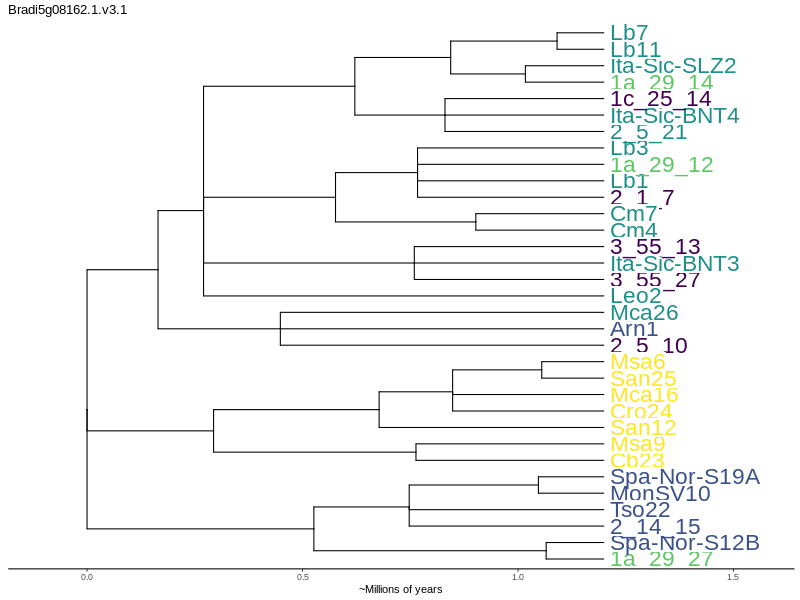 Bradi5g08162.1.v3.1
Lb7
Lb11
Ita-Sic-SLZ2
1a_29_14
1c_25_14
Ita-Sic-BNT4
2_5_21
Lb3
1a_29_12
Lb1
2_1_7
Cm7
Cm4
3_55_13
Ita-Sic-BNT3
3_55_27
Leo2
Mca26
Arn1
2_5_10
Msa6
San25
Mca16
Cro24
San12
Msa9
Cb23
Spa-Nor-S19A
MonSV10
Tso22
2_14_15
Spa-Nor-S12B
1a_29_27
0.0 0.5 1.0 1.5
~Millions of years